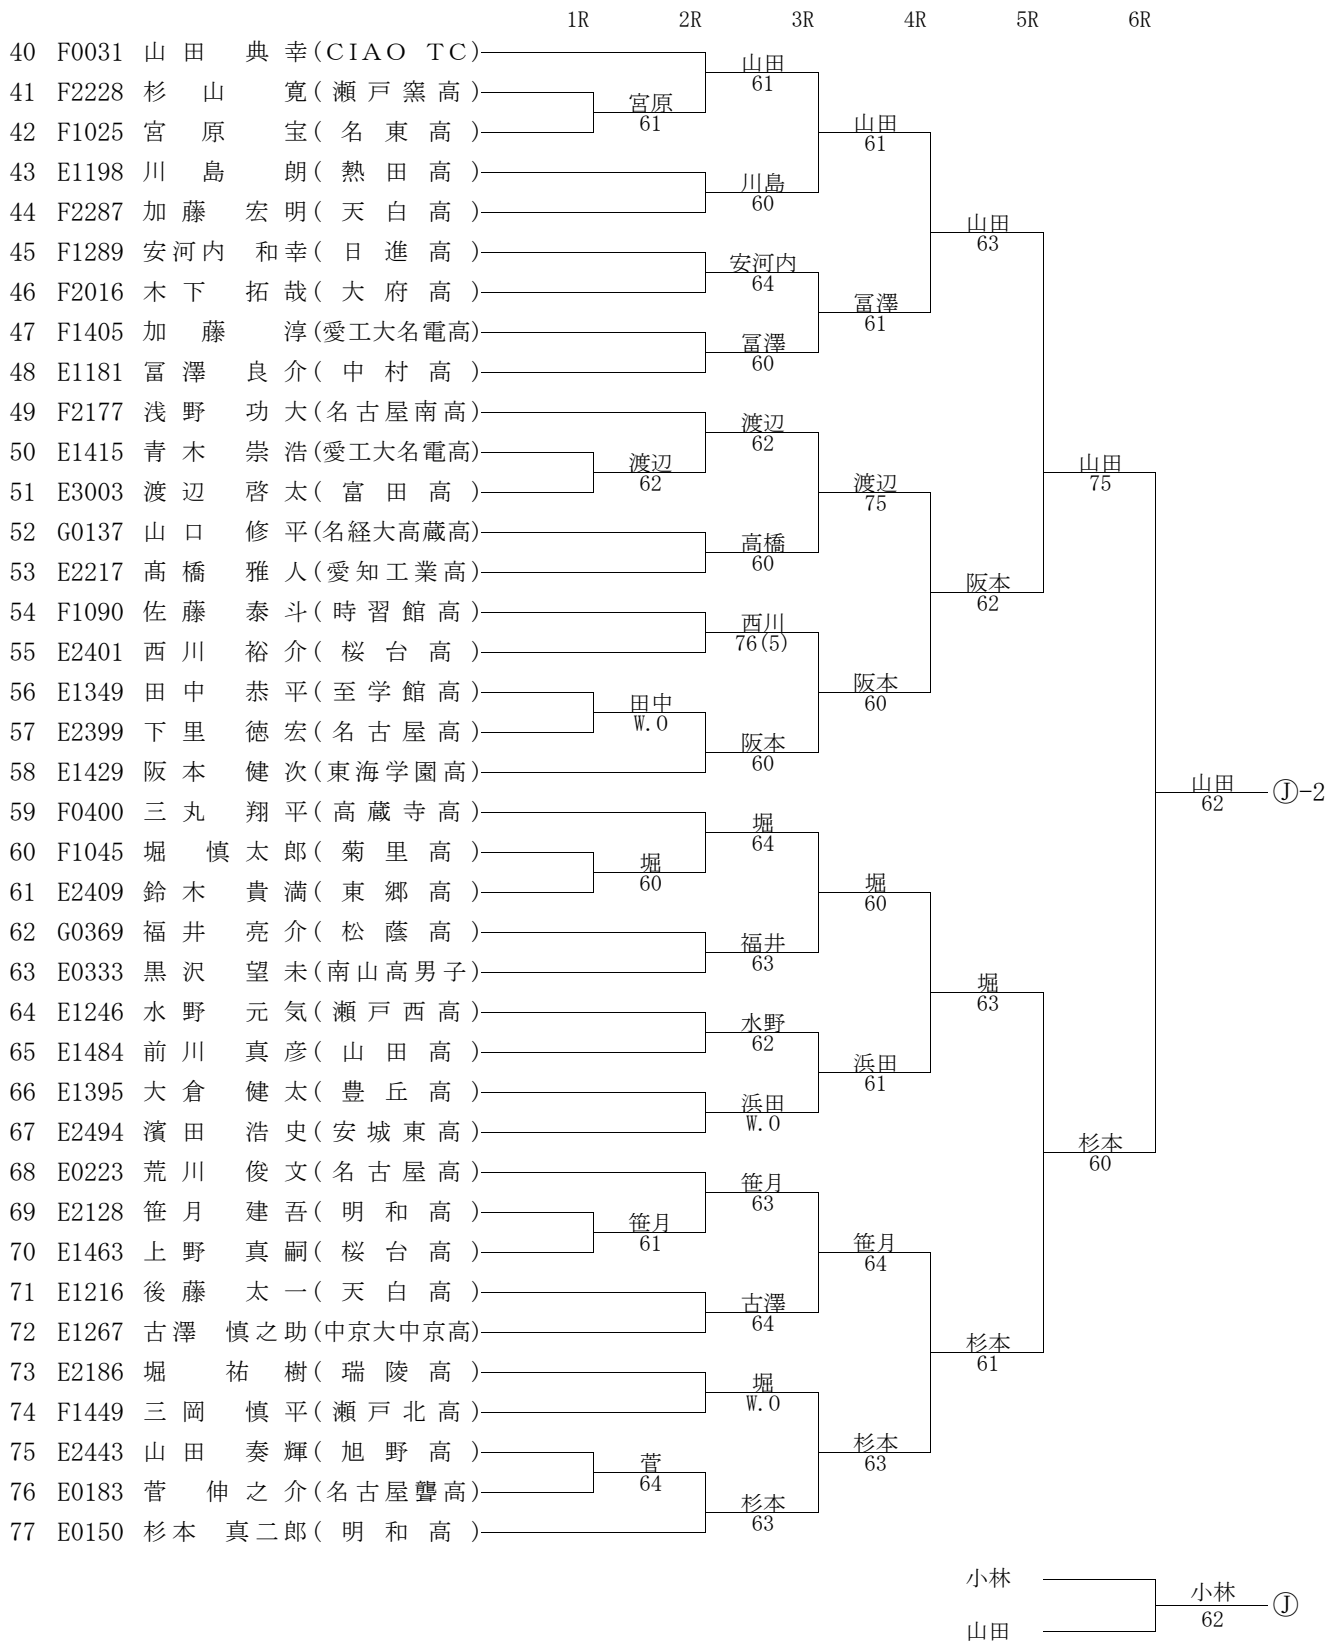 1R 2R 3R 4R 5R 6R
40 F0031 山田 典幸(CIAO TC)
山田
61
41 F2228 杉山 寛(瀬戸窯高)
宮原
61
42 F1025 宮原 宝(名東高)
山田
61
43 E1198 川島 朗(熱田高)
川島
60
44 F2287 加藤 宏明(天白高)
山田
63
45 F1289 安河内 和幸(日進高)
安河内
64
46 F2016 木下 拓哉(大府高)
冨澤
61
47 F1405 加藤 淳(愛工大名電高)
冨澤
60
48 E1181 冨澤 良介(中村高)
49 F2177 浅野 功大(名古屋南高)
渡辺
62
50 E1415 青木 崇浩(愛工大名電高)
渡辺
62
山田
75
51 E3003 渡辺 啓太(富田高)
渡辺
75
52 G0137 山口 修平(名経大高蔵高)
高橋
60
53 E2217 髙橋 雅人(愛知工業高)
阪本
62
54 F1090 佐藤 泰斗(時習館高)
西川
76(5)
55 E2401 西川 裕介(桜台高)
56 E1349 田中 恭平(至学館高)
田中
W.O
阪本
60
57 E2399 下里 徳宏(名古屋高)
阪本
60
58 E1429 阪本 健次(東海学園高)
山田
62
Ⓙ-2
59 F0400 三丸 翔平(高蔵寺高)
堀
64
60 F1045 堀 慎太郎(菊里高)
堀
60
61 E2409 鈴木 貴満(東郷高)
堀
60
62 G0369 福井 亮介(松蔭高)
福井
63
63 E0333 黒沢 望未(南山高男子)
堀
63
64 E1246 水野 元気(瀬戸西高)
水野
62
65 E1484 前川 真彦(山田高)
浜田
61
66 E1395 大倉 健太(豊丘高)
浜田
W.O
67 E2494 濱田 浩史(安城東高)
杉本
60
68 E0223 荒川 俊文(名古屋高)
笹月
63
69 E2128 笹月 建吾(明和高)
笹月
61
70 E1463 上野 真嗣(桜台高)
笹月
64
71 E1216 後藤 太一(天白高)
古澤
64
72 E1267 古澤 慎之助(中京大中京高)
杉本
61
73 E2186 堀 祐樹(瑞陵高)
堀
W.O
74 F1449 三岡 慎平(瀬戸北高)
杉本
63
75 E2443 山田 奏輝(旭野高)
菅
64
76 E0183 菅 伸之介(名古屋聾高)
杉本
63
77 E0150 杉本 真二郎(明和高)
小林
小林
62
Ⓙ
山田